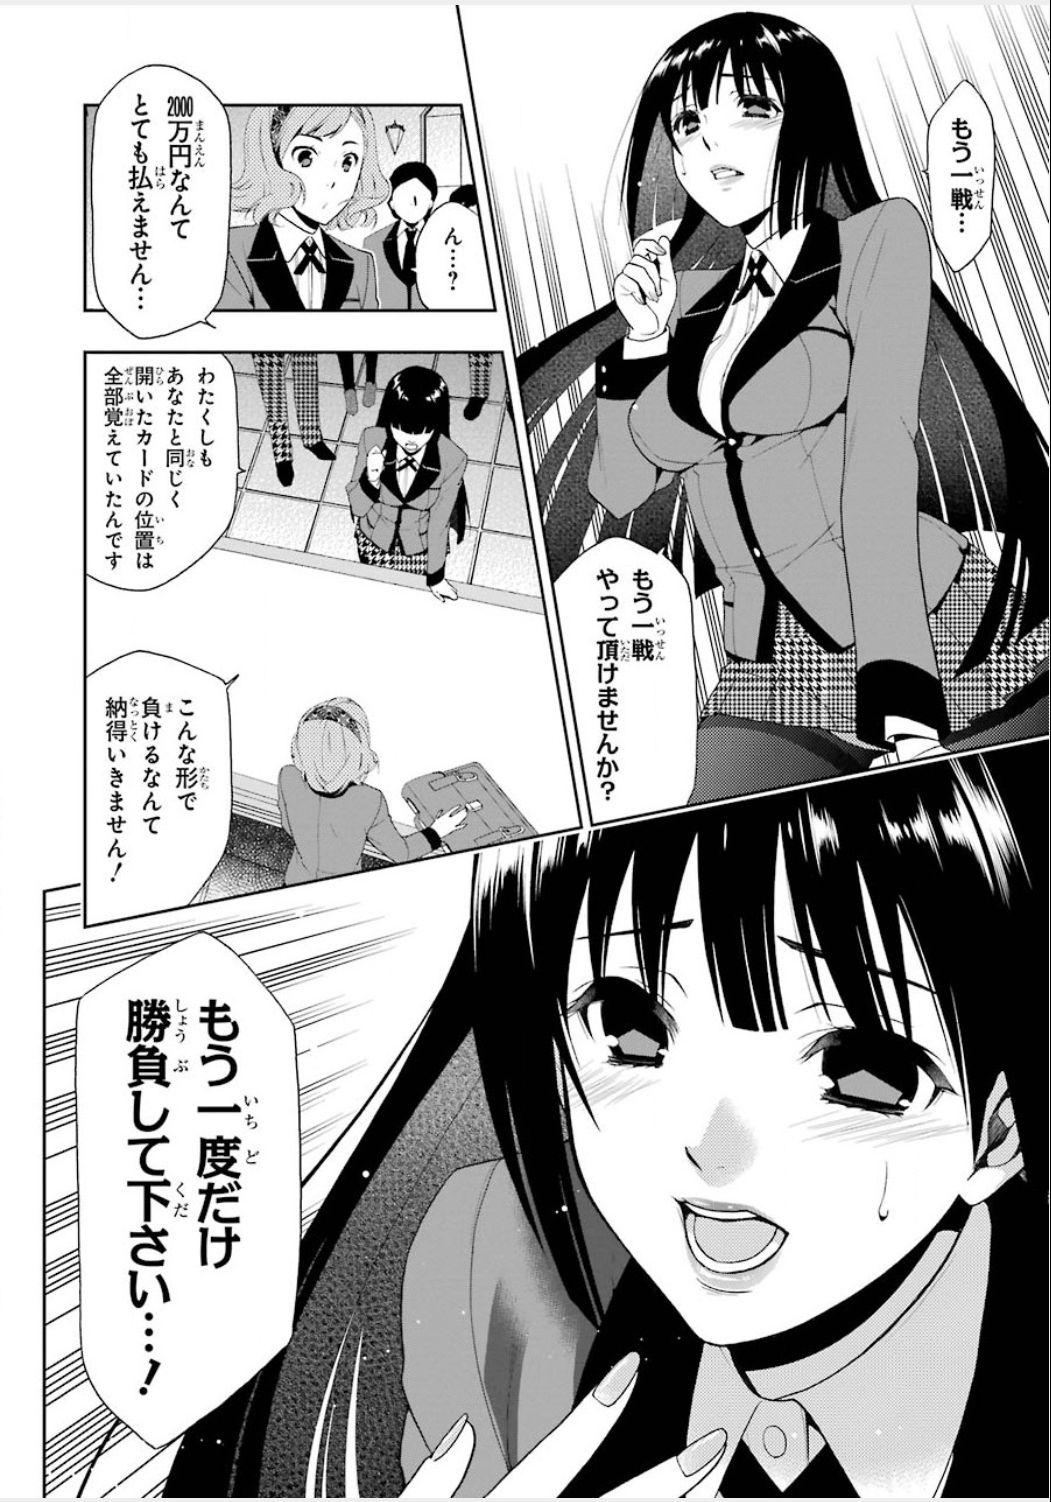 もう一戦…
もう一戦
やって頂けませんか?
ん…?
2000万円なんて
とても払えません…
わたくしも
あなたと同じく
開いたカードの位置は
全部覚えていたんです
こんな形で
負けるなんて
納得いきません!
もう一度だけ
勝負して下さい…!